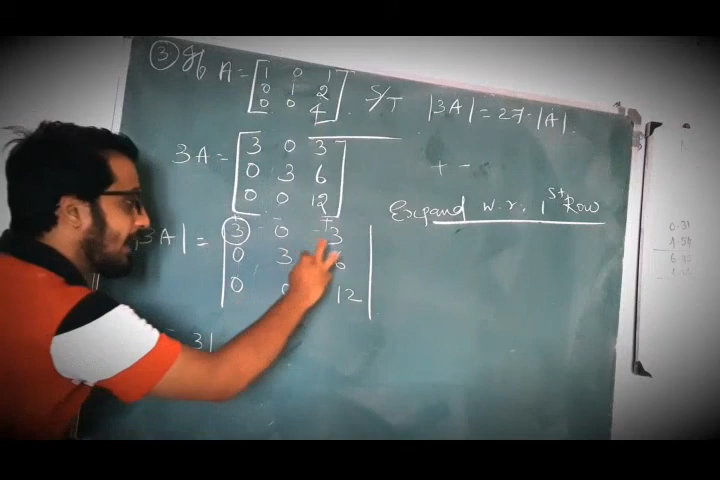 ③ If A = [1 0 1
0 1 2
0 0 4] S/T |3A| = 27·|A|.
3A = [3 0 3
0 3 6
0 0 12]
+ -
Expand w.r. 1st Row
|3A| = |3 0 3
0 3 6
0 0 12|
= 3|